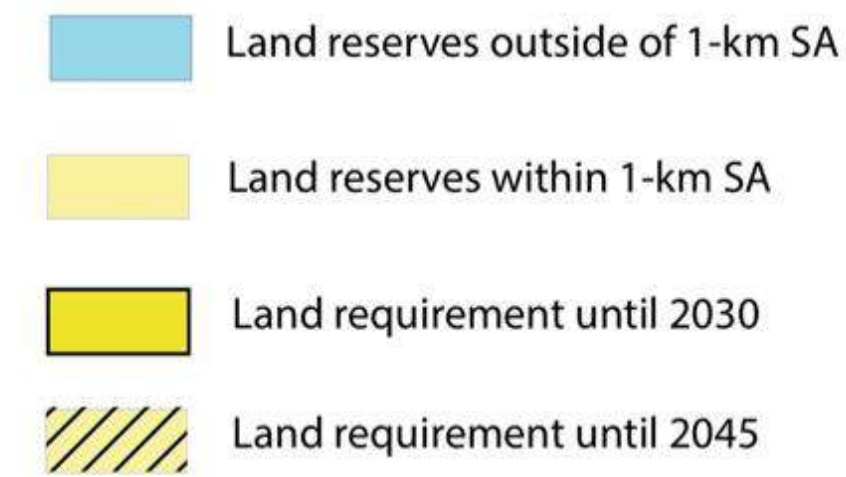 Land reserves outside of 1-km SA
Land reserves within 1-km SA
Land requirement until 2030
Land requirement until 2045